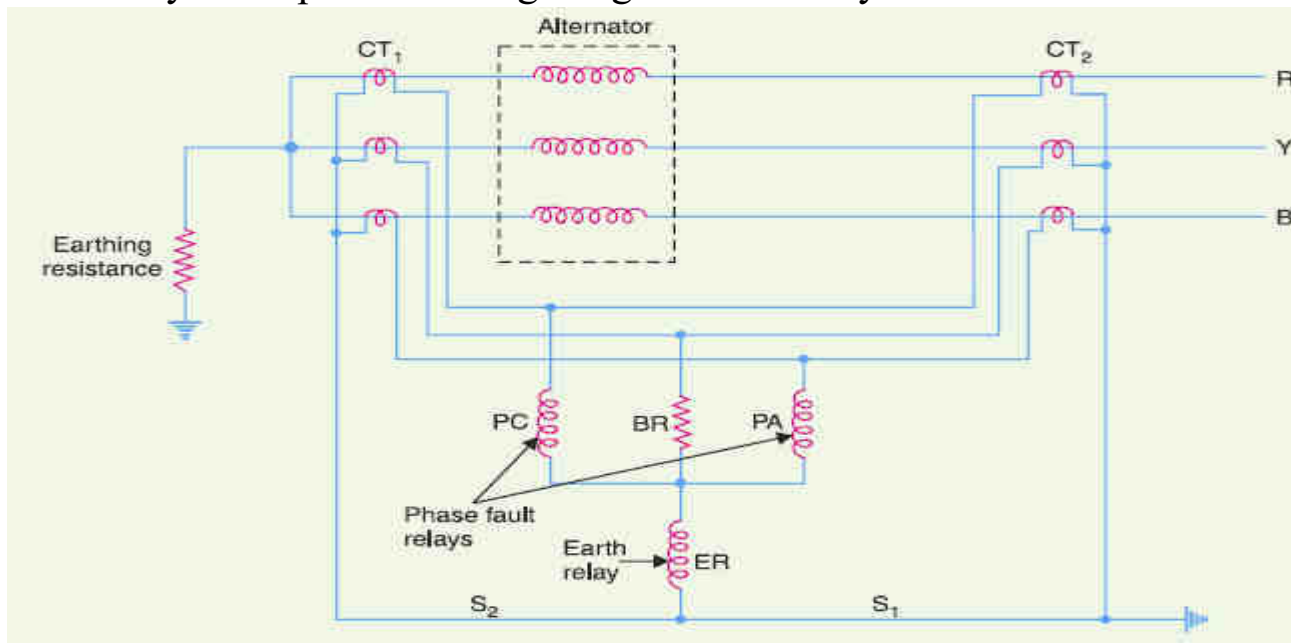 Alternator
CT1
CT2
R
Y
B
Earthing
resistance
PC
BR
PA
Phase fault
relays
Earth
relay
ER
S2
S1